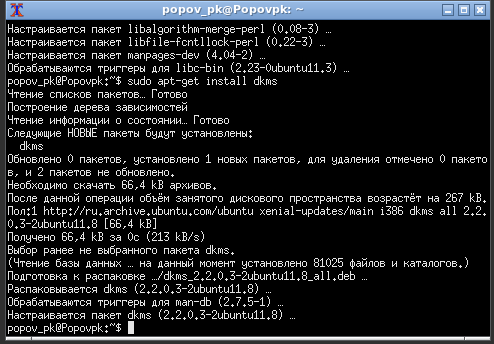 popov_pk@Popovpk: ~
Настраивается пакет libalgorithm-merge-perl (0.08-3) …
Настраивается пакет libfile-fcntllock-perl (0.22-3) …
Настраивается пакет manpages-dev (4.04-2) …
Обрабатываются триггеры для libc-bin (2.23-0ubuntu11.3) …
popov_pk@Popovpk:~$ sudo apt-get install dkms
Чтение списков пакетов… Готово
Построение дерева зависимостей
Чтение информации о состоянии… Готово
Следующие НОВЫЕ пакеты будут установлены:
dkms
Обновлено 0 пакетов, установлено 1 новых пакетов, для удаления отмечено 0 пакето
в, и 2 пакетов не обновлено.
Необходимо скачать 66,4 kB архивов.
После данной операции объём занятого дискового пространства возрастёт на 267 kB.
Пол:1 http://ru.archive.ubuntu.com/ubuntu xenial-updates/main i386 dkms all 2.2.
0.3-2ubuntu11.8 [66,4 kB]
Получено 66,4 kB за 0с (213 kB/s)
Выбор ранее не выбранного пакета dkms.
(Чтение базы данных … на данный момент установлено 81025 файлов и каталогов.)
Подготовка к распаковке …/dkms_2.2.0.3-2ubuntu11.8_all.deb …
Распаковывается dkms (2.2.0.3-2ubuntu11.8) …
Обрабатываются триггеры для man-db (2.7.5-1) …
Настраивается пакет dkms (2.2.0.3-2ubuntu11.8) …
popov_pk@Popovpk:~$